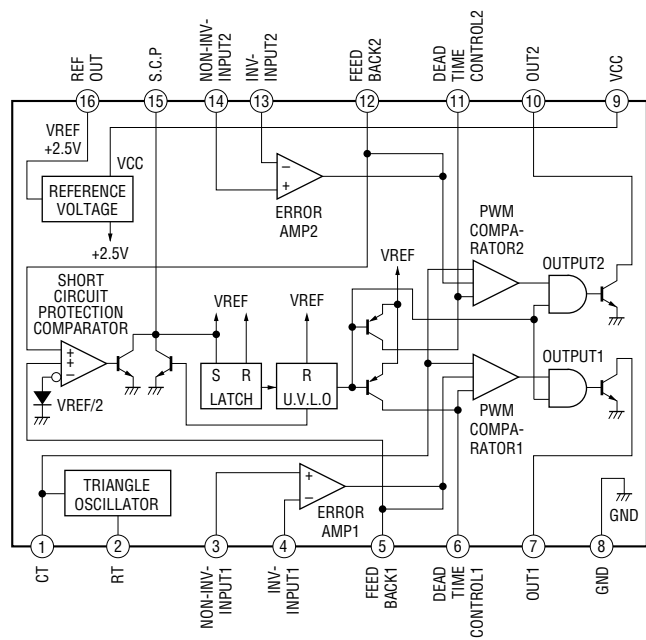 REF
OUT
S.C.P
NON-INV-
INPUT2
INV-
INPUT2
FEED
BACK2
DEAD
TIME
CONTROL2
OUT2
VCC
16
15
14
13
12
11
10
9
VREF
+2.5V
VCC
REFERENCE
VOLTAGE
+2.5V
−
+
ERROR
AMP2
PWM
COMPA-
RATOR2
OUTPUT2
SHORT
CIRCUIT
PROTECTION
COMPARATOR
VREF
VREF
VREF
+
+
−
VREF/2
S R
LATCH
R
U.V.L.O
OUTPUT1
PWM
COMPA-
RATOR1
TRIANGLE
OSCILLATOR
+
−
ERROR
AMP1
GND
1
2
3
4
5
6
7
8
CT
RT
NON-INV-
INPUT1
INV-
INPUT1
FEED
BACK1
DEAD
TIME
CONTROL1
OUT1
GND